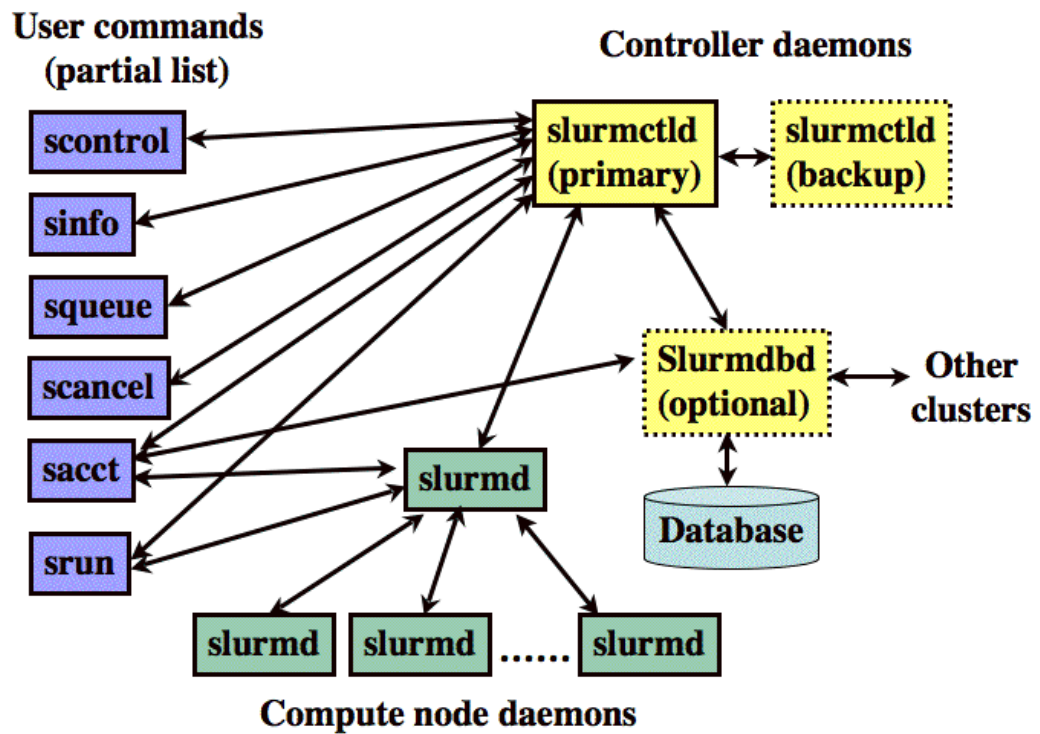 User commands
(partial list)
Controller daemons
scontrol
sinfo
squeue
scancel
sacct
srun
slurmctld
(primary)
slurmctld
(backup)
Slurmdbd
(optional)
Other
clusters
Database
slurmd
slurmd
slurmd
......
slurmd
Compute node daemons